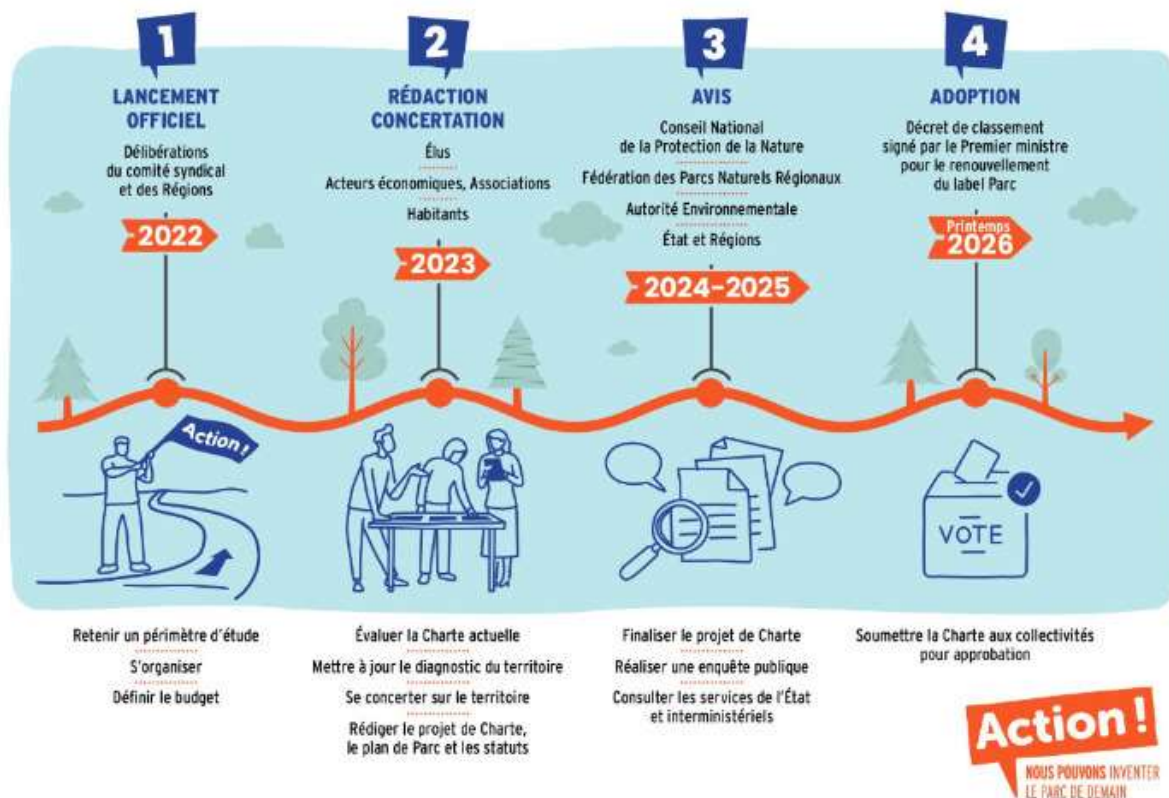 1
LANCEMENT
OFFICIEL
Délibérations
du comité syndical
et des Régions
2022
Action !
Retenir un périmètre d'étude
S'organiser
Définir le budget
2
RÉDACTION
CONCERTATION
Élus
Acteurs économiques, Associations
Habitants
2023
Évaluer la Charte actuelle
Mettre à jour le diagnostic du territoire
Se concerter sur le territoire
Rédiger le projet de Charte,
le plan de Parc et les statuts
3
AVIS
Conseil National
de la Protection de la Nature
Fédération des Parcs Naturels Régionaux
Autorité Environnementale
État et Régions
2024-2025
Finaliser le projet de Charte
Réaliser une enquête publique
Consulter les services de l'État
et interministériels
4
ADOPTION
Décret de classement
signé par le Premier ministre
pour le renouvellement
du label Parc
Printemps
2026
VOTE
Soumettre la Charte aux collectivités
pour approbation
Action !
NOUS POUVONS INVENTER
LE PARC DE DEMAIN